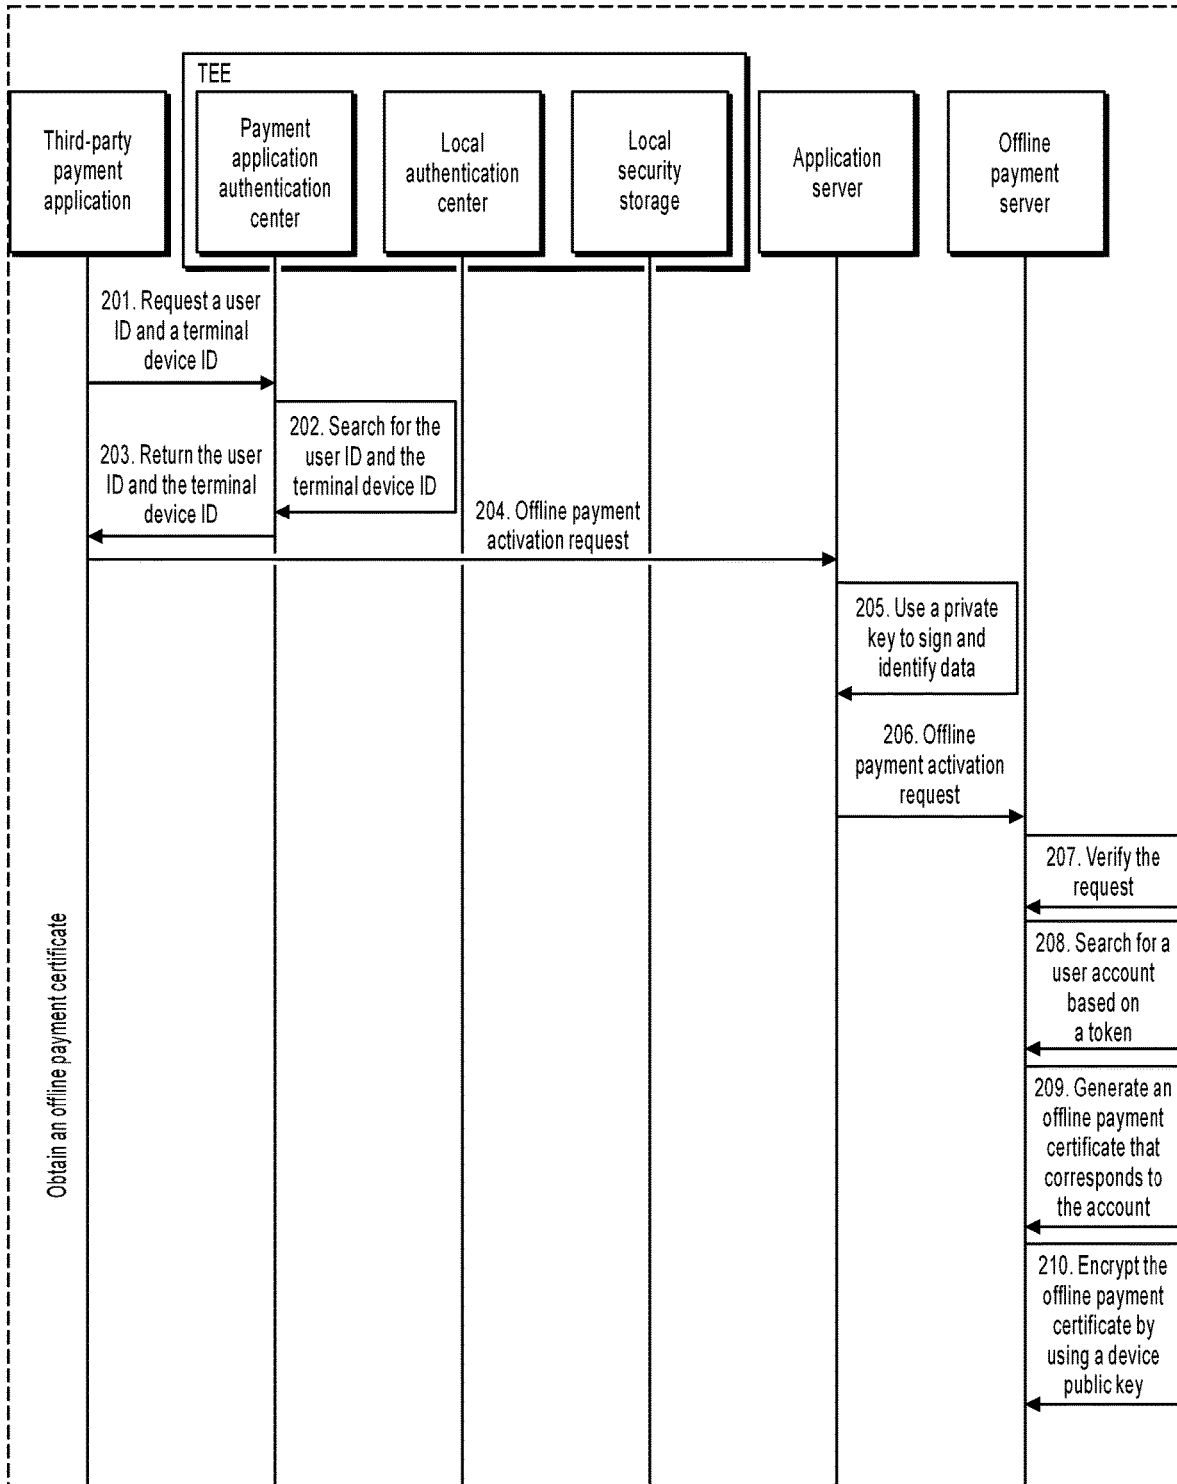 TEE
Third-party
payment
application
Payment
application
authentication
center
Local
authentication
center
Local
security
storage
Application
server
Offline
payment
server
201. Request a user
ID and a terminal
device ID
202. Search for the
user ID and the
terminal device ID
203. Return the user
ID and the terminal
device ID
204. Offline payment
activation request
205. Use a private
key to sign and
identify data
206. Offline
payment activation
request
207. Verify the
request
208. Search for a
user account
based on
a token
209. Generate an
offline payment
certificate that
corresponds to
the account
210. Encrypt the
offline payment
certificate by
using a device
public key
Obtain an offline payment certificate